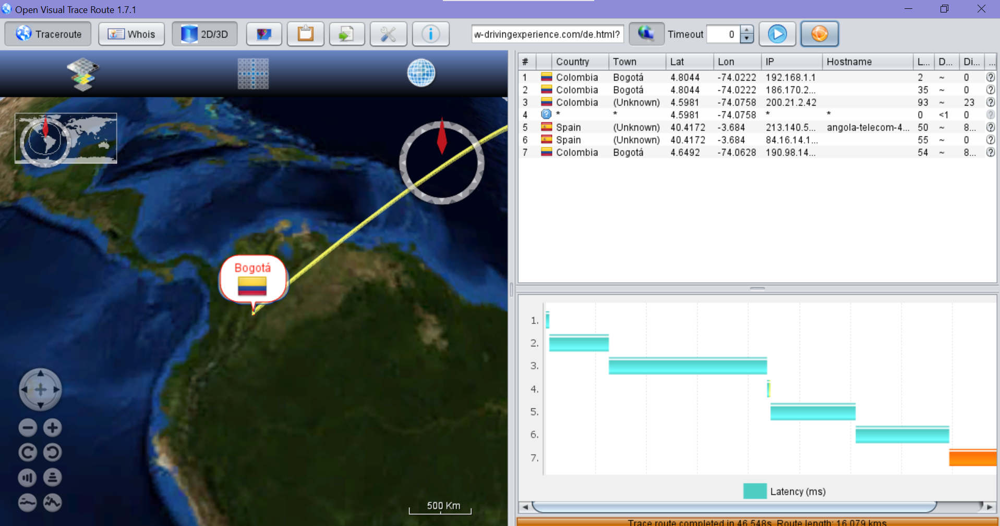 Open Visual Trace Route 1.7.1
Traceroute Whois 2D/3D w-drivingexperience.com/de.html? Timeout 0
# Country Town Lat Lon IP Hostname L... D... Di... ...
1 Colombia Bogotá 4.8044 -74.0222 192.168.1.1 2 ~ 0
2 Colombia Bogotá 4.8044 -74.0222 186.170.2... 35 ~ 0
3 Colombia (Unknown) 4.5981 -74.0758 200.21.2.42 93 ~ 23
4 * * 4.5981 -74.0758 * * 0 <1 0
5 Spain (Unknown) 40.4172 -3.684 213.140.5... angola-telecom-4... 50 ~ 8...
6 Spain (Unknown) 40.4172 -3.684 84.16.14.1... 55 ~ 0
7 Colombia Bogotá 4.6492 -74.0628 190.98.14... 54 ~ 8...
Bogotá
500 Km
1.
2.
3.
4.
5.
6.
7.
Latency (ms)
Trace route completed in 46.548s. Route length: 16.079 kms